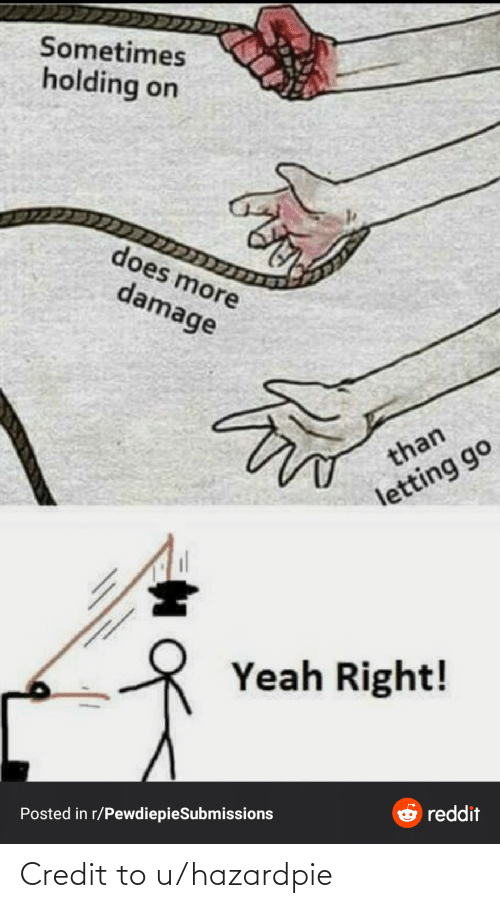 Sometimes
holding on
does more
damage
than
letting go
Yeah Right!
Posted in r/PewdiepieSubmissions
reddit
Credit to u/hazardpie